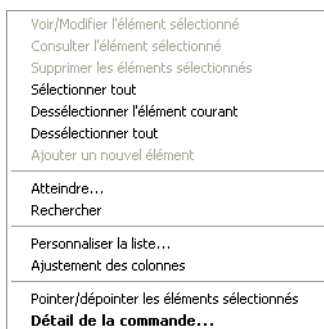 Voir/Modifier l'élément sélectionné
Consulter l'élément sélectionné
Supprimer les éléments sélectionnés
Sélectionner tout
Dessélectionner l'élément courant
Dessélectionner tout
Ajouter un nouvel élément
Atteindre...
Rechercher
Personnaliser la liste...
Ajustement des colonnes
Pointer/dépointer les éléments sélectionnés
Détail de la commande...